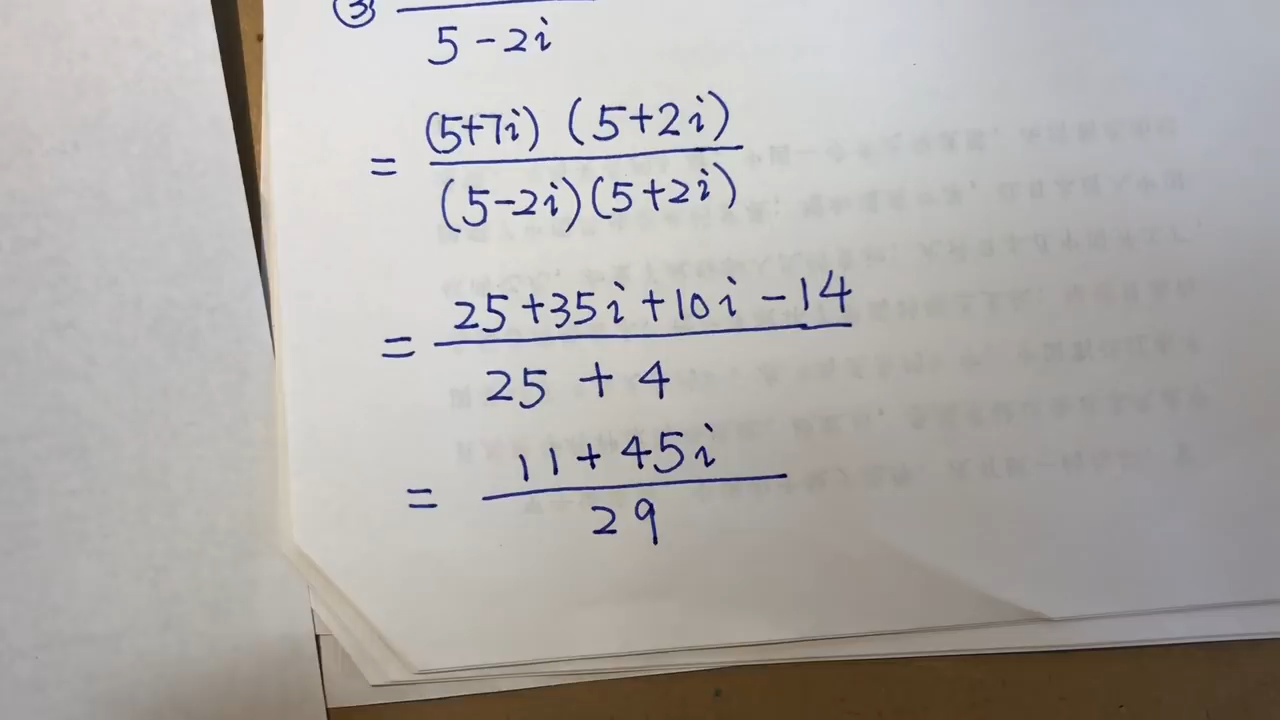 ③
5-2i
= (5+7i) (5+2i)
(5-2i)(5+2i)
= 25+35i+10i-14
25 + 4
= 11+45i
29